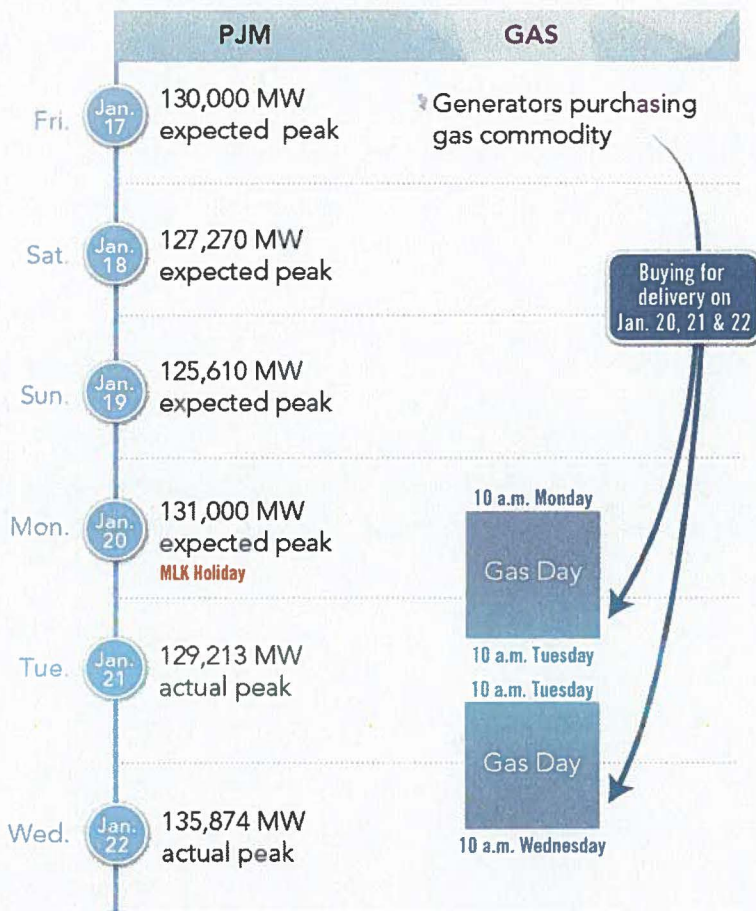 PJM
GAS
Fri.
Jan.
17
130,000 MW
expected peak
Generators purchasing
gas commodity
Sat.
Jan.
18
127,270 MW
expected peak
Buying for
delivery on
Jan. 20, 21 & 22
Sun.
Jan.
19
125,610 MW
expected peak
Mon.
Jan.
20
131,000 MW
expected peak
MLK Holiday
10 a.m. Monday
Gas Day
10 a.m. Tuesday
Tue.
Jan.
21
129,213 MW
actual peak
10 a.m. Tuesday
Gas Day
10 a.m. Wednesday
Wed.
Jan.
22
135,874 MW
actual peak